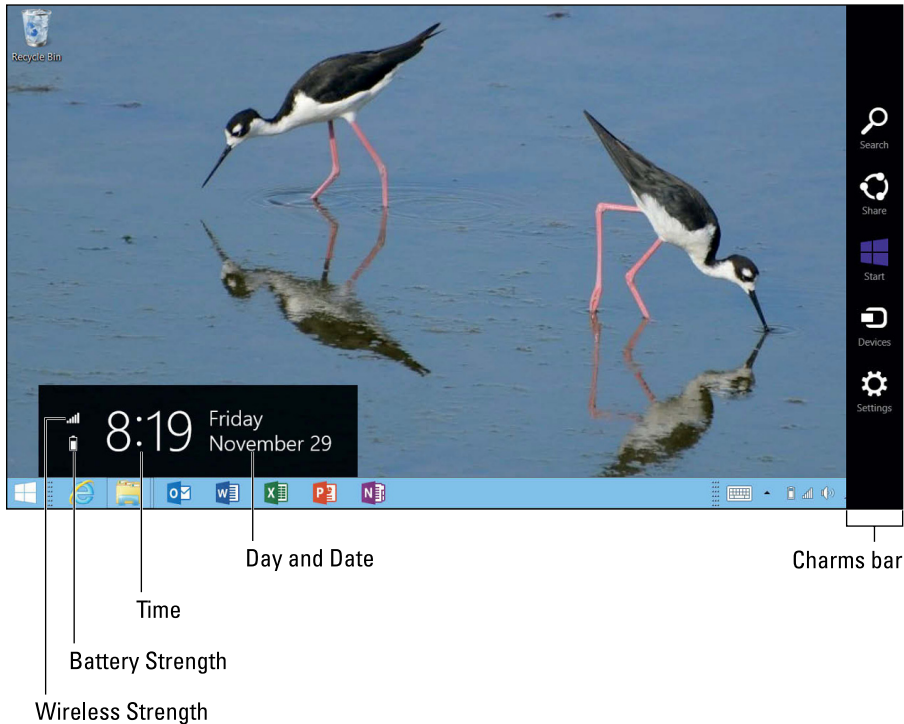 Recycle Bin
Search
Share
Start
Devices
Settings
8:19
Friday
November 29
Day and Date
Charms bar
Time
Battery Strength
Wireless Strength